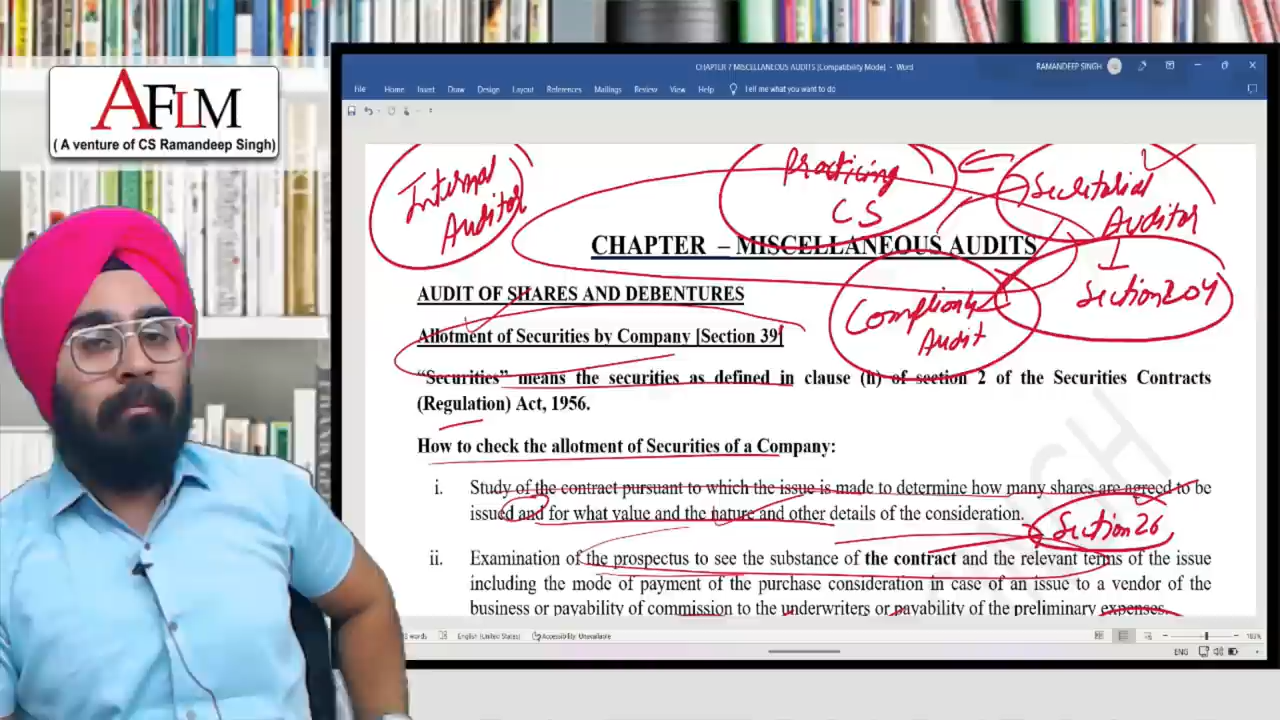 AFLM
( A venture of CS Ramandeep Singh)
CHAPTER 7 MISCELLANEOUS AUDITS [Compatibility Mode] - Word
RAMANDEEP SINGH
File Home Insert Draw Design Layout References Mailings Review View Help Tell me what you want to do
Internal
Auditor
Practicing
CS
Secretarial
Auditor
CHAPTER – MISCELLANEOUS AUDITS
Section 204
Compliance
Audit
AUDIT OF SHARES AND DEBENTURES
Allotment of Securities by Company [Section 39]
“Securities” means the securities as defined in clause (h) of section 2 of the Securities Contracts
(Regulation) Act, 1956.
How to check the allotment of Securities of a Company:
i. Study of the contract pursuant to which the issue is made to determine how many shares are agreed to be
issued and for what value and the nature and other details of the consideration.
Section 26
ii. Examination of the prospectus to see the substance of the contract and the relevant terms of the issue
including the mode of payment of the purchase consideration in case of an issue to a vendor of the
business or payability of commission to the underwriters or payability of the preliminary expenses.
words English (United States) Accessibility: Unavailable
ENG